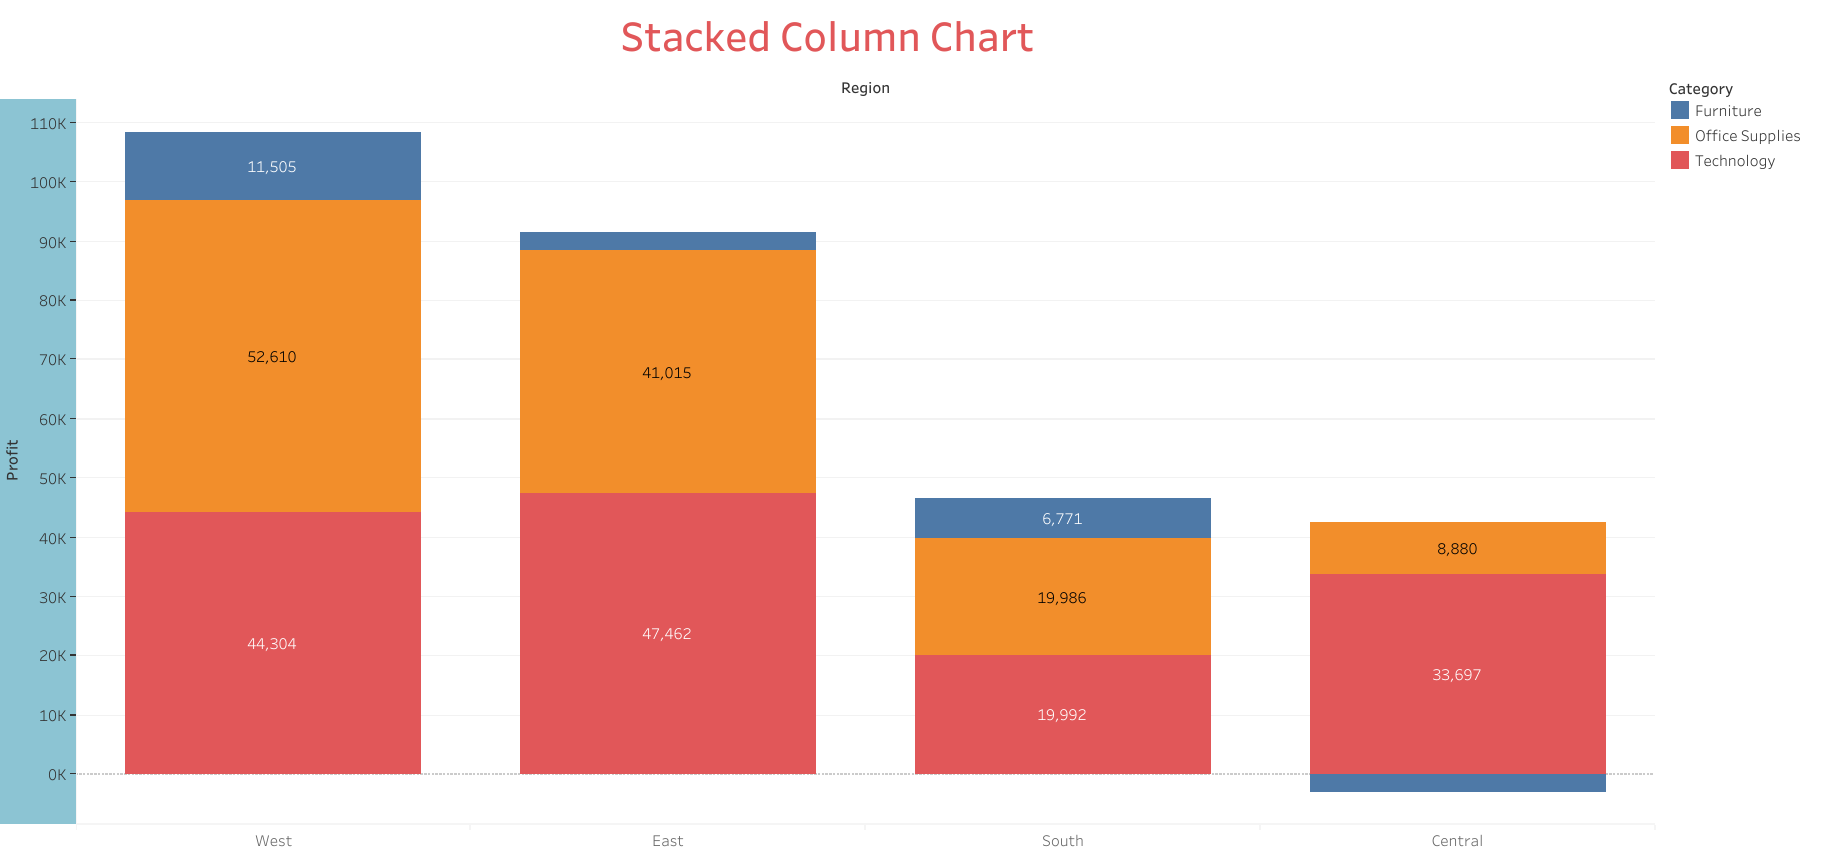 Stacked Column Chart
Region
Category
Furniture
Office Supplies
Technology
Profit
110K
100K
90K
80K
70K
60K
50K
40K
30K
20K
10K
0K
11,505
52,610
44,304
41,015
47,462
6,771
19,986
19,992
8,880
33,697
West
East
South
Central